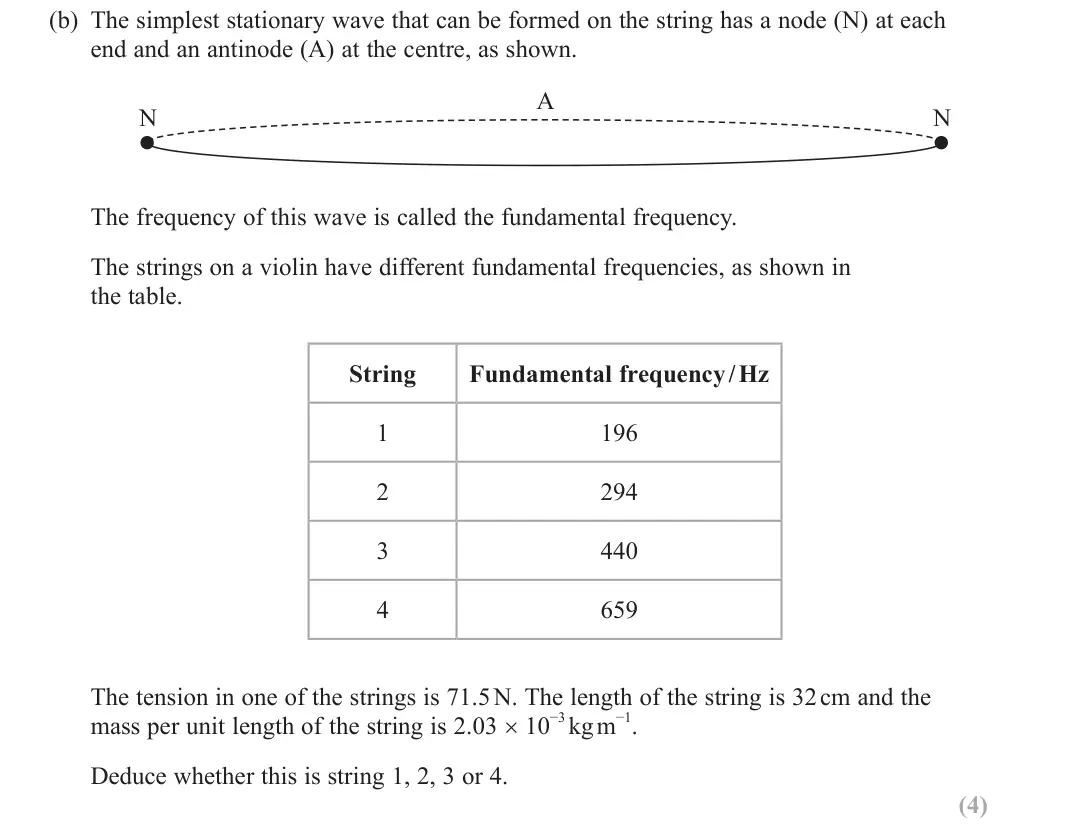 (b) The simplest stationary wave that can be formed on the string has a node (N) at each
end and an antinode (A) at the centre, as shown.
A
N N
The frequency of this wave is called the fundamental frequency.
The strings on a violin have different fundamental frequencies, as shown in
the table.
String Fundamental frequency / Hz
1 196
2 294
3 440
4 659
The tension in one of the strings is 71.5 N. The length of the string is 32 cm and the
mass per unit length of the string is 2.03 × 10⁻³ kg m⁻¹.
Deduce whether this is string 1, 2, 3 or 4.
(4)